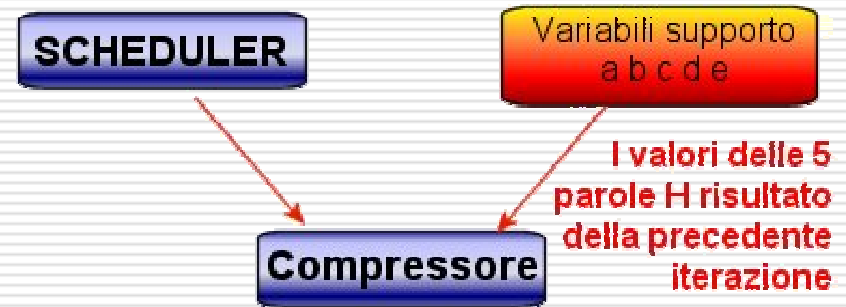 SCHEDULER
Variabili supporto
a b c d e
I valori delle 5
parole H risultato
della precedente
iterazione
Compressore